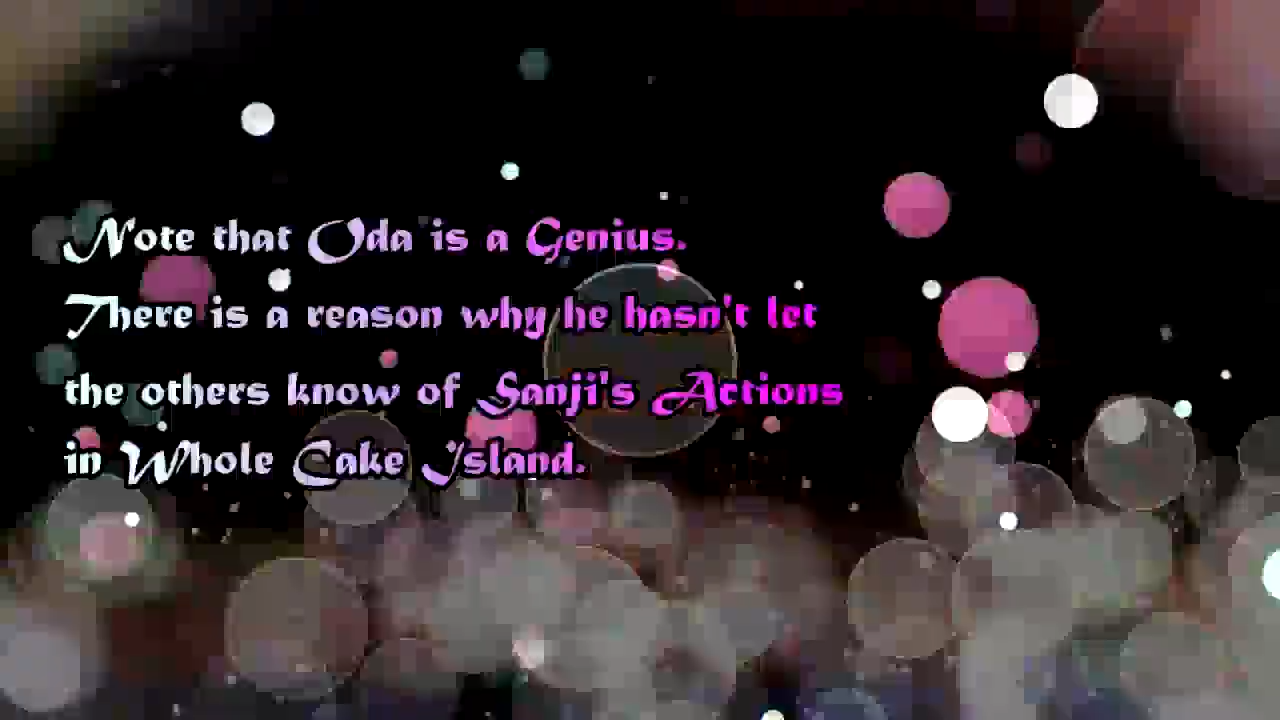 Note that Oda is a Genius.
There is a reason why he hasn't let
the others know of Sanji's Actions
in Whole Cake Island.